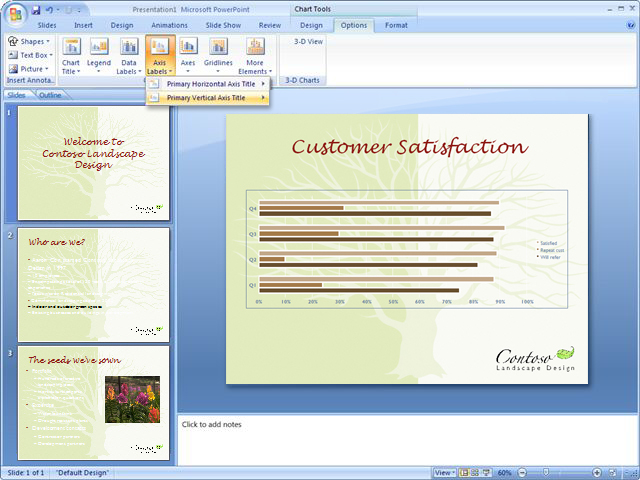 Presentation1 Microsoft PowerPoint
Chart Tools
Slides Insert Design Animations Slide Show Review Design Options Format
Shapes
Text Box
Picture
Insert Annota..
Chart Title
Legend
Data Labels
Axis Labels
Axes
Gridlines
More Elements
3-D View
3-D Charts
Primary Horizontal Axis Title
Primary Vertical Axis Title
Slides Outline
1
Welcome to
Contoso Landscape
Design
2
Who are we?
3
The seeds we've sown
Customer Satisfaction
Q4
Q3
Q2
Q1
0% 10% 20% 30% 40% 50% 60% 70% 80% 90% 100%
Satisfied
Repeat cust
Will refer
Contoso
Landscape Design
Click to add notes
Slide 1 of 1 "Default Design" View 60%